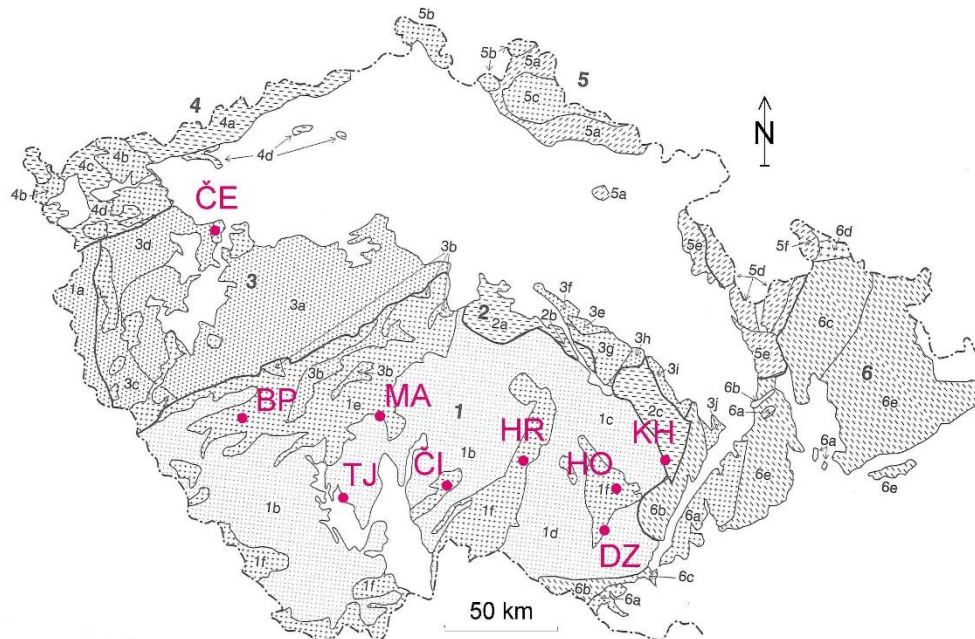 5b
5b
5a
5
5c
N
4
4a
5a
4b
4c
4d
4b
5a
ČE
4d
5f
6d
3d
5e
3b
5d
1a
3
3f
3a
2
2b
3e
6c
2a
3h
3g
5e
3i
3c
3b
3b
6b
6
BP
MA
1e
1
2c
3j
6a
HR
1c
KH
6e
6a
TJ
ČI
1b
HO
6e
6e
1b
1f
1f
6b
6a
1d
DZ
1f
6c
1f
50 km
6b
6a